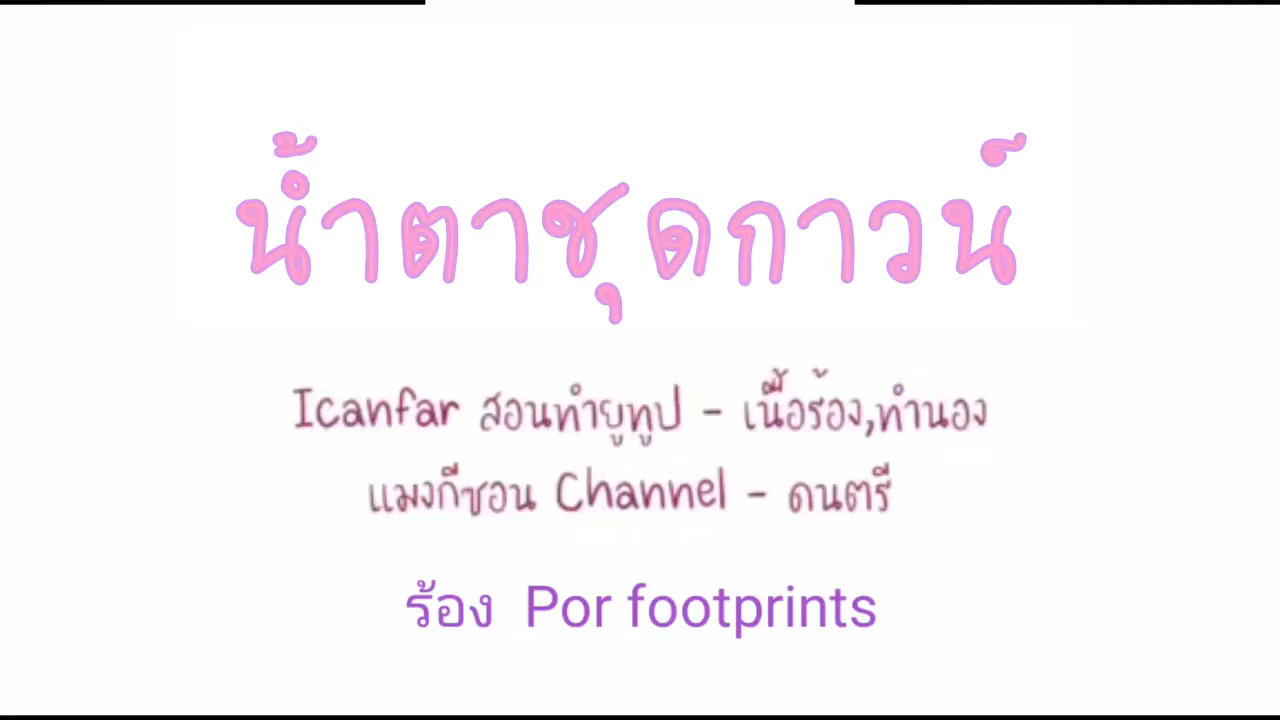 น้ำตาชุดกาวน์
Icanfar สอนทำยูทูป - เนื้อร้อง,ทำนอง
แมงกีซอน Channel - ดนตรี
ร้อง Por footprints